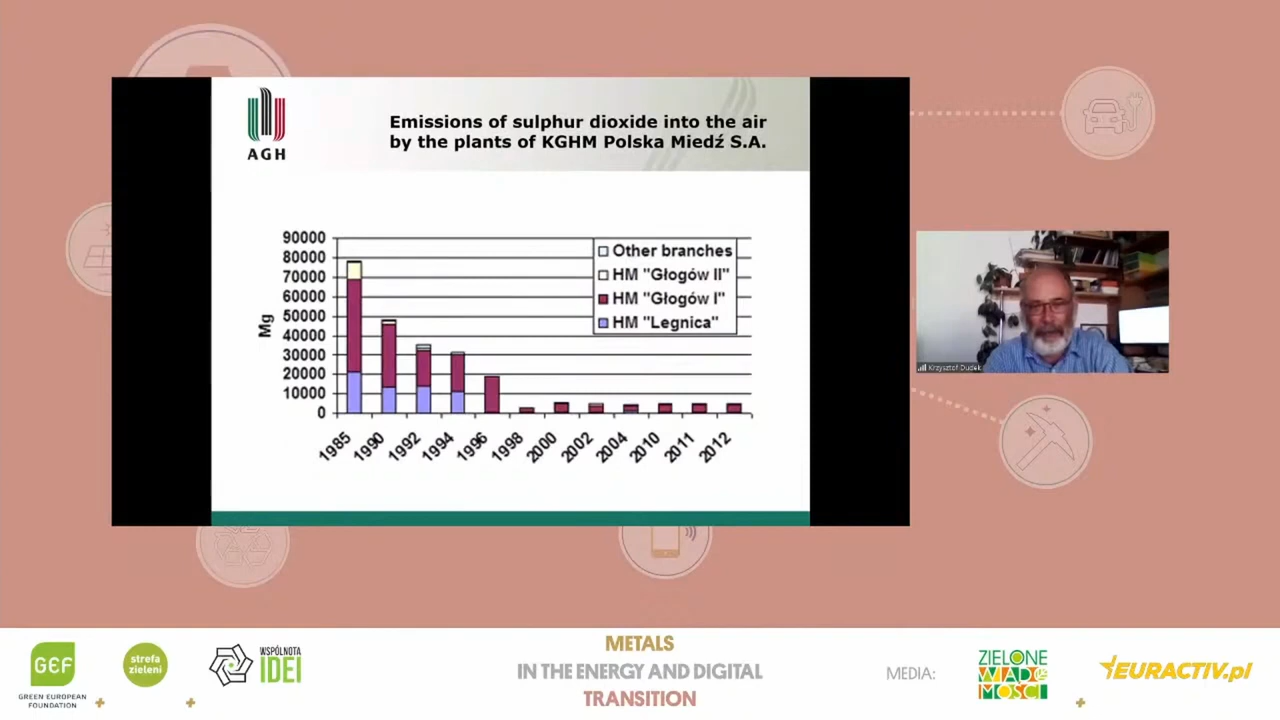 AGH
Emissions of sulphur dioxide into the air
by the plants of KGHM Polska Miedź S.A.
90000
80000
70000
60000
50000
40000
30000
20000
10000
0
Mg
Other branches
HM "Głogów II"
HM "Głogów I"
HM "Legnica"
1985
1990
1992
1994
1996
1998
2000
2002
2004
2010
2011
2012
Krzysztof Dudek
GEF
GREEN EUROPEAN
FOUNDATION
strefa
zieleni
WSPÓLNOTA
IDEI
METALS
IN THE ENERGY AND DIGITAL
TRANSITION
MEDIA:
ZIELONE
WIADO
MOŚCI
EURACTIV.pl